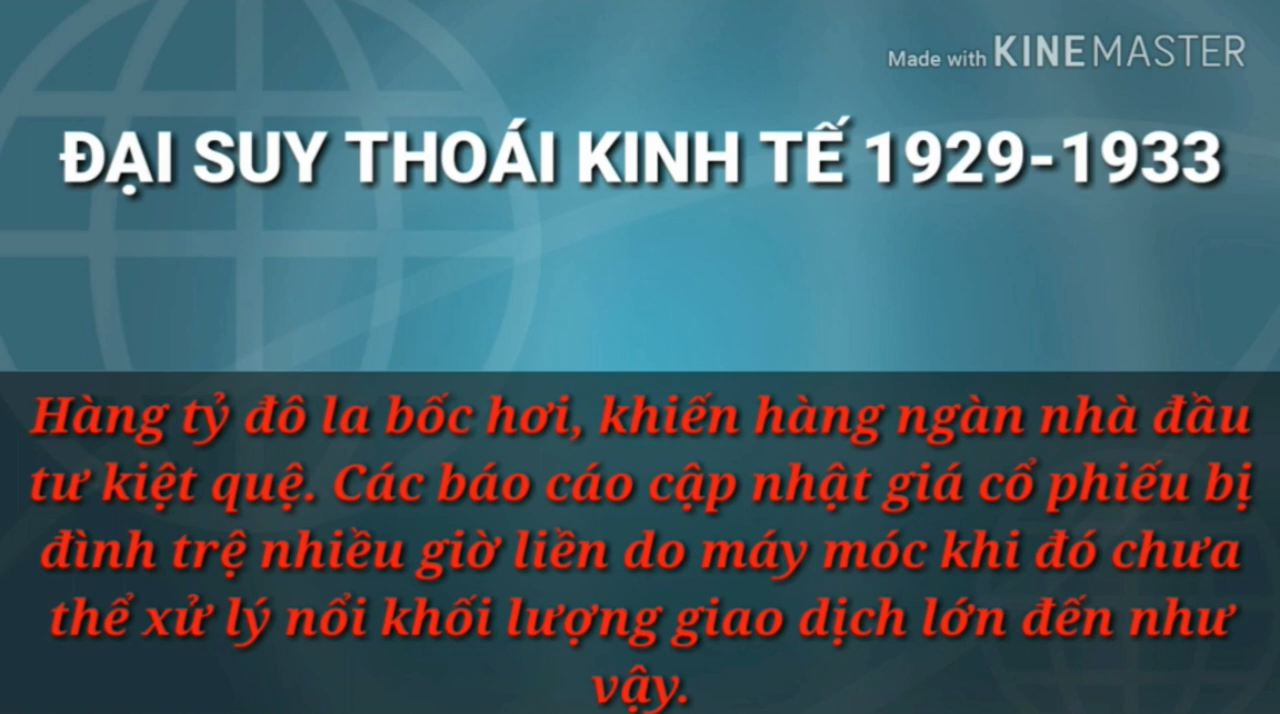 Made with KINEMASTER
ĐẠI SUY THOÁI KINH TẾ 1929-1933
Hàng tỷ đô la bốc hơi, khiến hàng ngàn nhà đầu
tư kiệt quệ. Các báo cáo cập nhật giá cổ phiếu bị
đình trệ nhiều giờ liền do máy móc khi đó chưa
thể xử lý nổi khối lượng giao dịch lớn đến như
vậy.